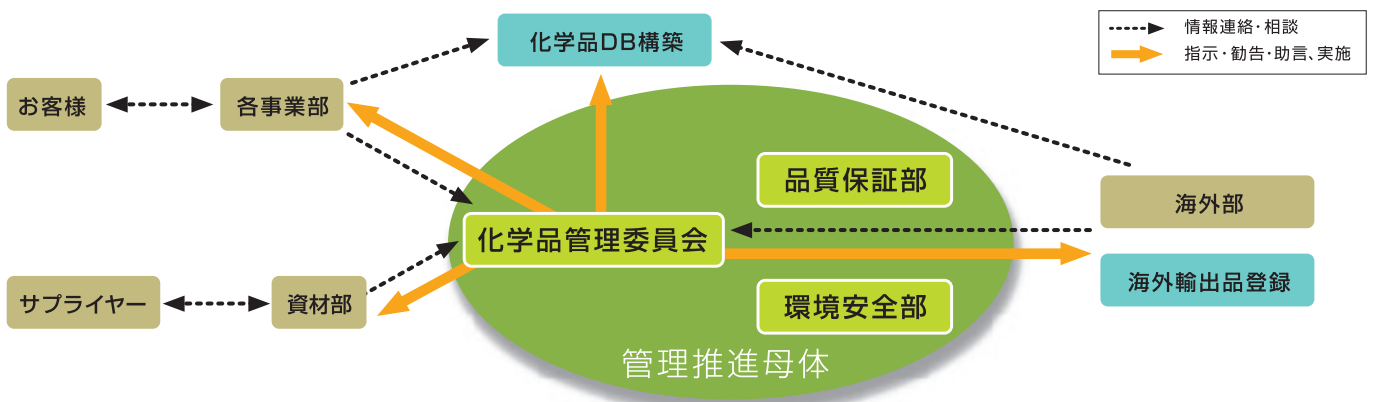 化学品DB構築
情報連絡・相談
指示・勧告・助言、実施
お客様
各事業部
品質保証部
海外部
化学品管理委員会
海外輸出品登録
サプライヤー
資材部
環境安全部
管理推進母体